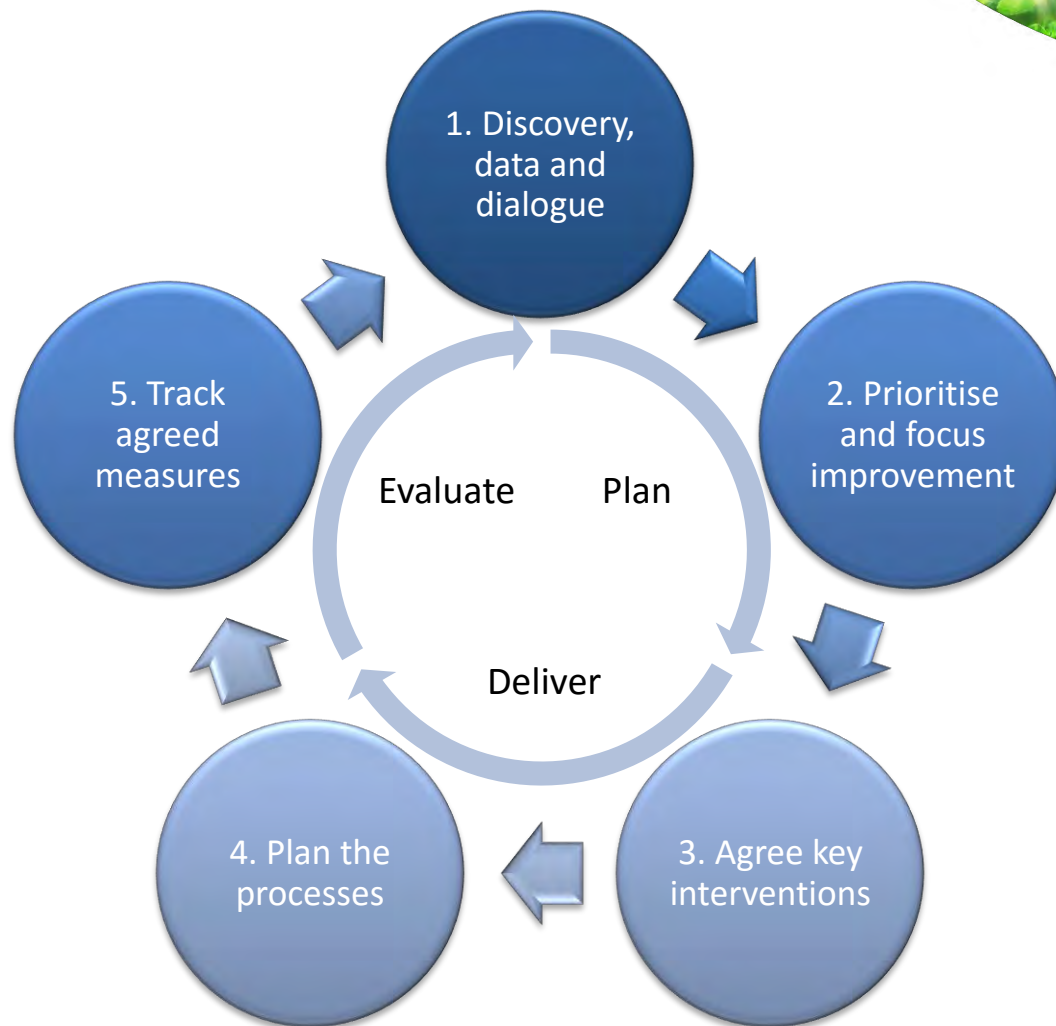 1. Discovery,
data and
dialogue
2. Prioritise
and focus
improvement
3. Agree key
interventions
4. Plan the
processes
5. Track
agreed
measures
Evaluate
Plan
Deliver